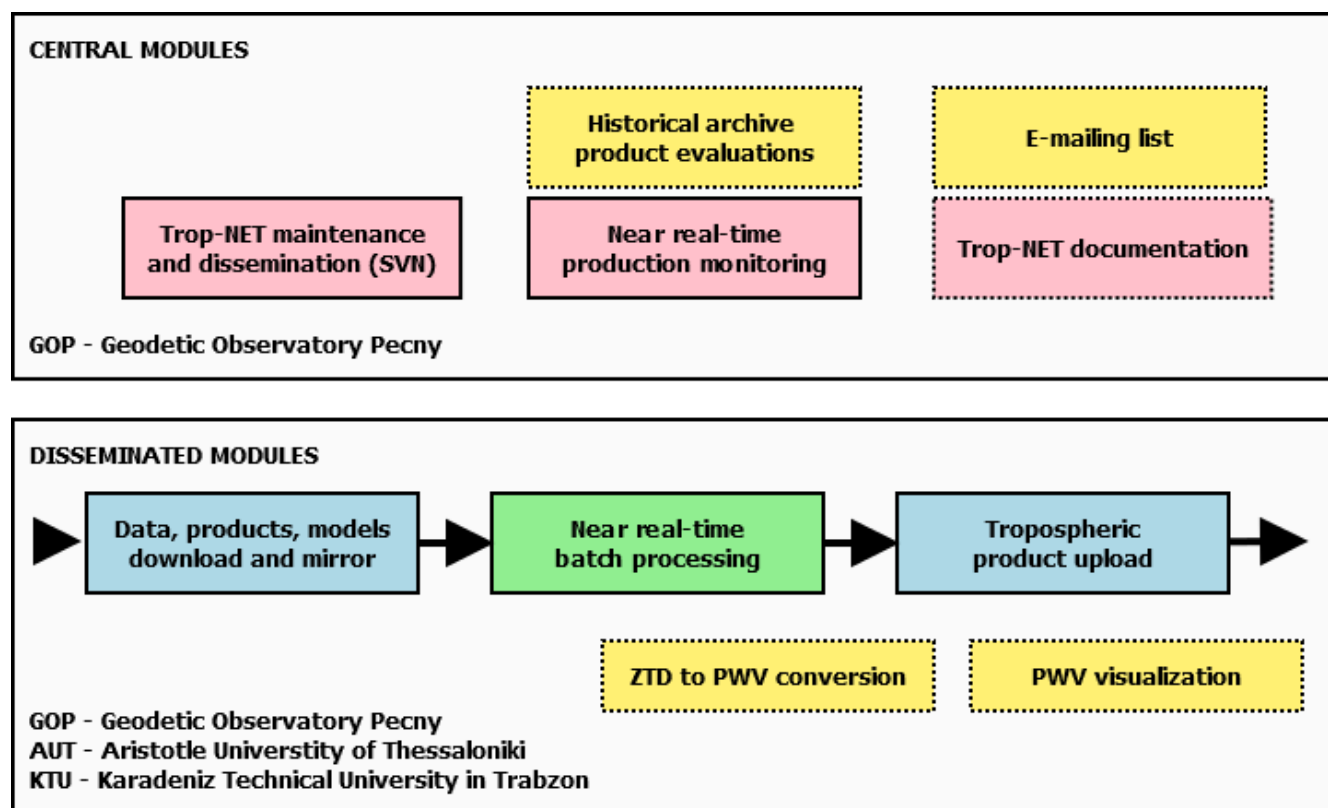 CENTRAL MODULES
Historical archive
product evaluations
E-mailing list
Trop-NET maintenance
and dissemination (SVN)
Near real-time
production monitoring
Trop-NET documentation
GOP - Geodetic Observatory Pecny
DISSEMINATED MODULES
Data, products, models
download and mirror
Near real-time
batch processing
Tropospheric
product upload
ZTD to PWV conversion
PWV visualization
GOP - Geodetic Observatory Pecny
AUT - Aristotle Universtity of Thessaloniki
KTU - Karadeniz Technical University in Trabzon